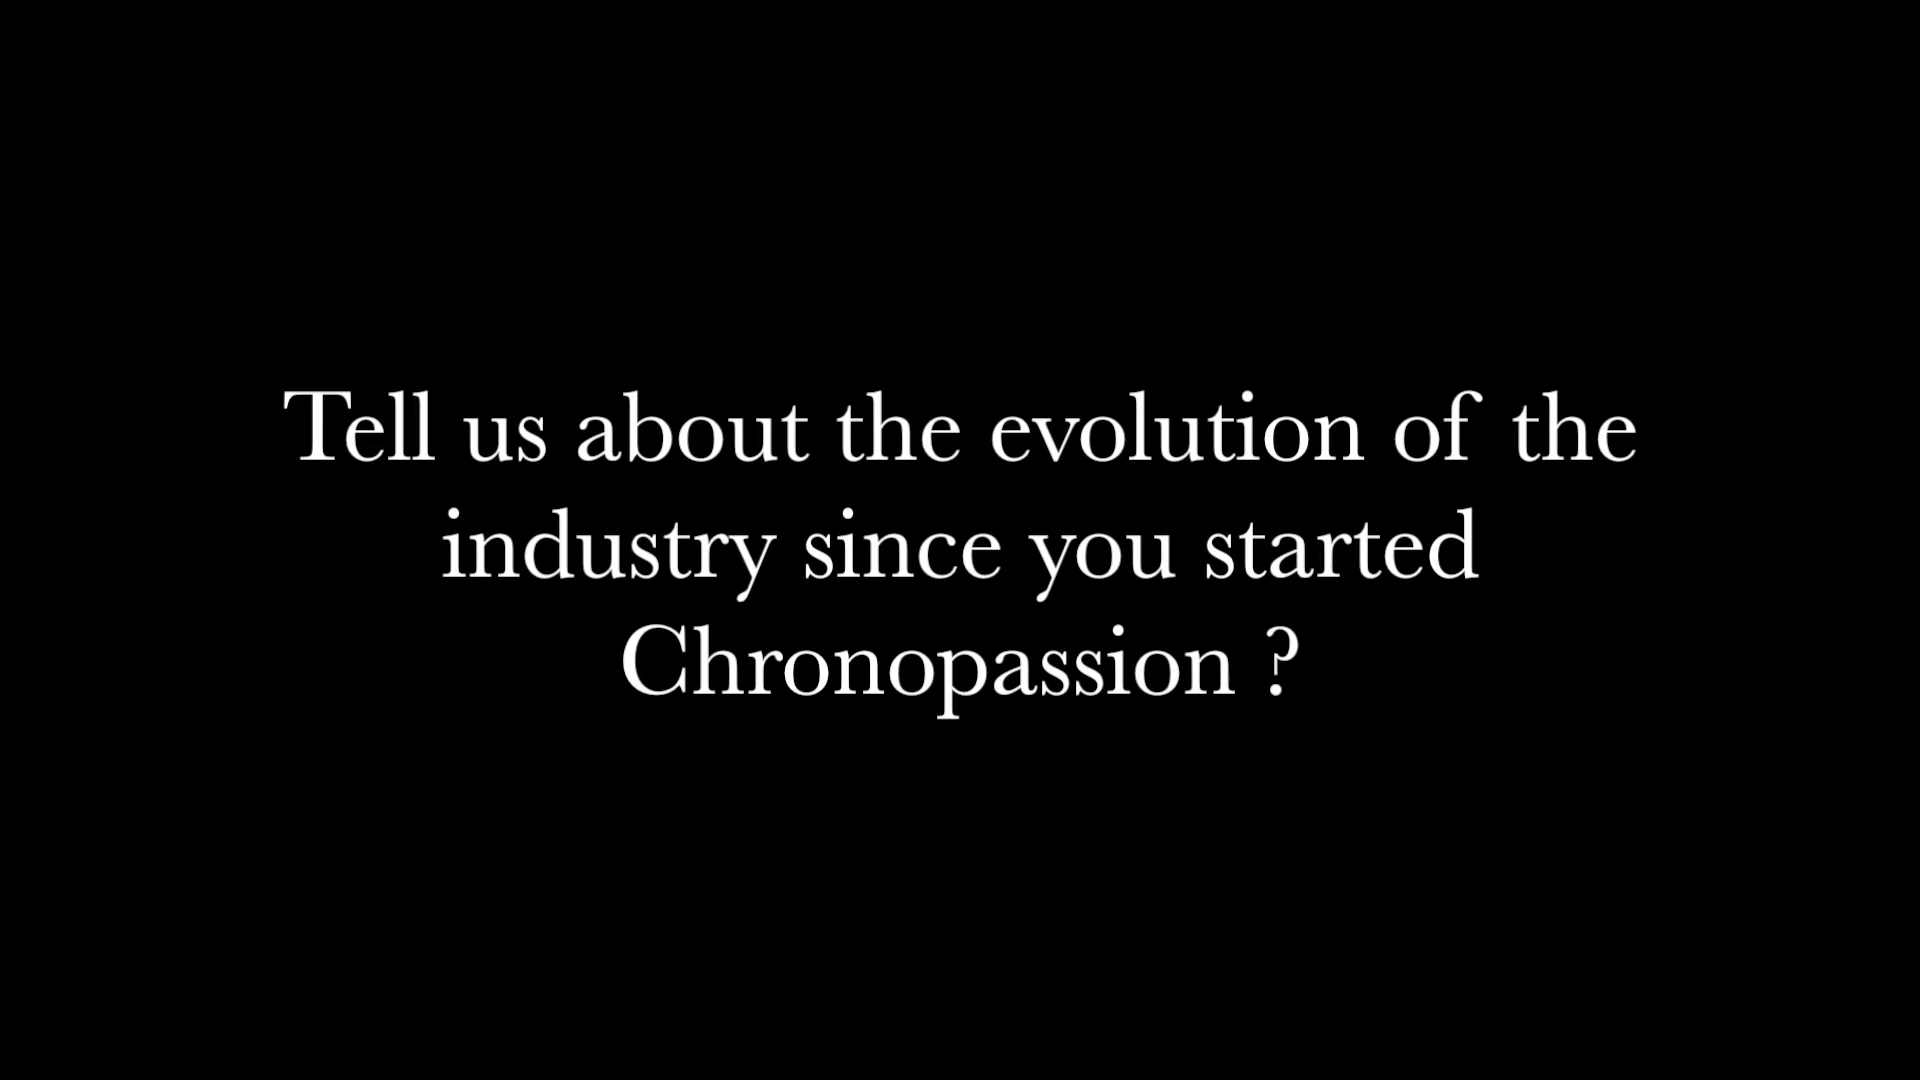 Tell us about the evolution of the
industry since you started
Chronopassion ?